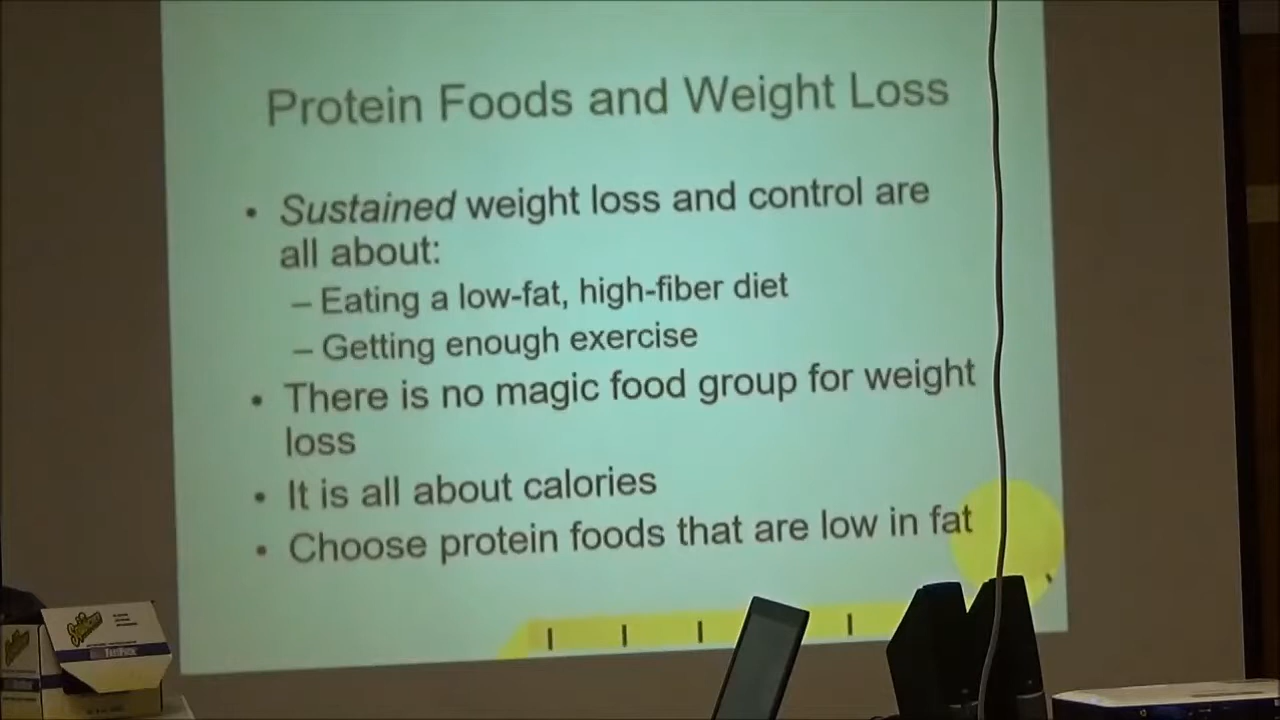 Protein Foods and Weight Loss
• Sustained weight loss and control are
all about:
– Eating a low-fat, high-fiber diet
– Getting enough exercise
• There is no magic food group for weight
loss
• It is all about calories
• Choose protein foods that are low in fat